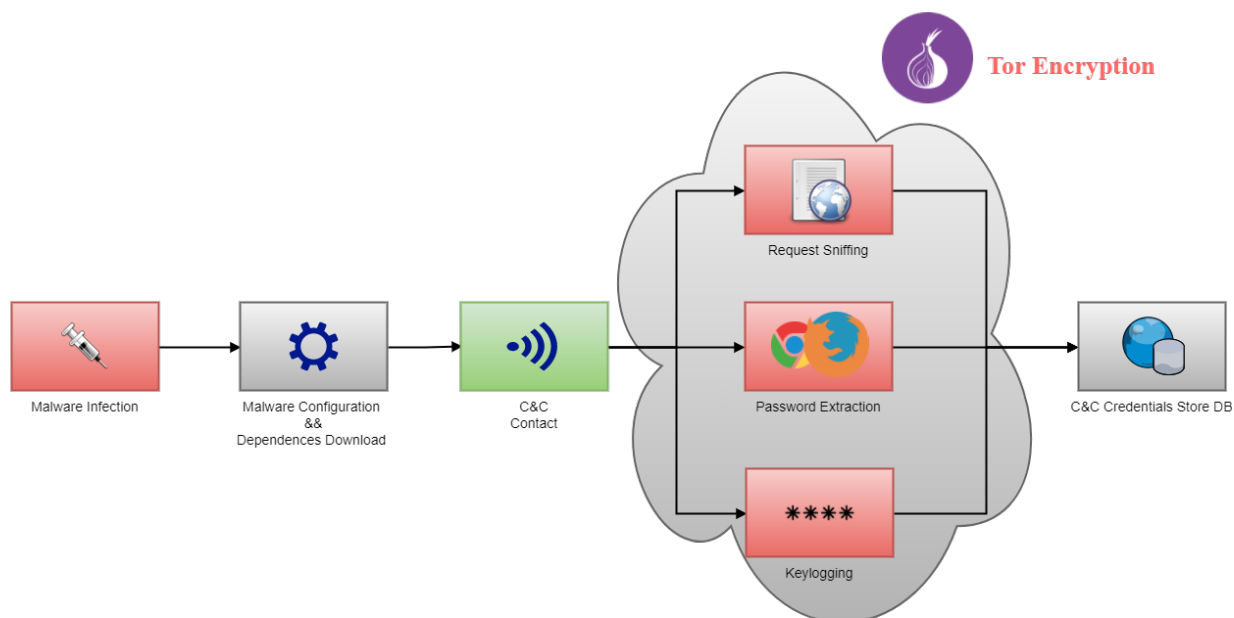 Tor Encryption
Request Sniffing
Malware Infection
Malware Configuration
&&
Dependences Download
C&C
Contact
Password Extraction
C&C Credentials Store DB
****
Keylogging